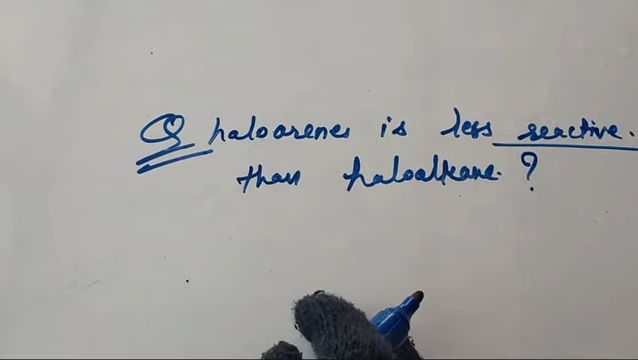 Q haloarenes is less reactive.
than haloalkane. ?